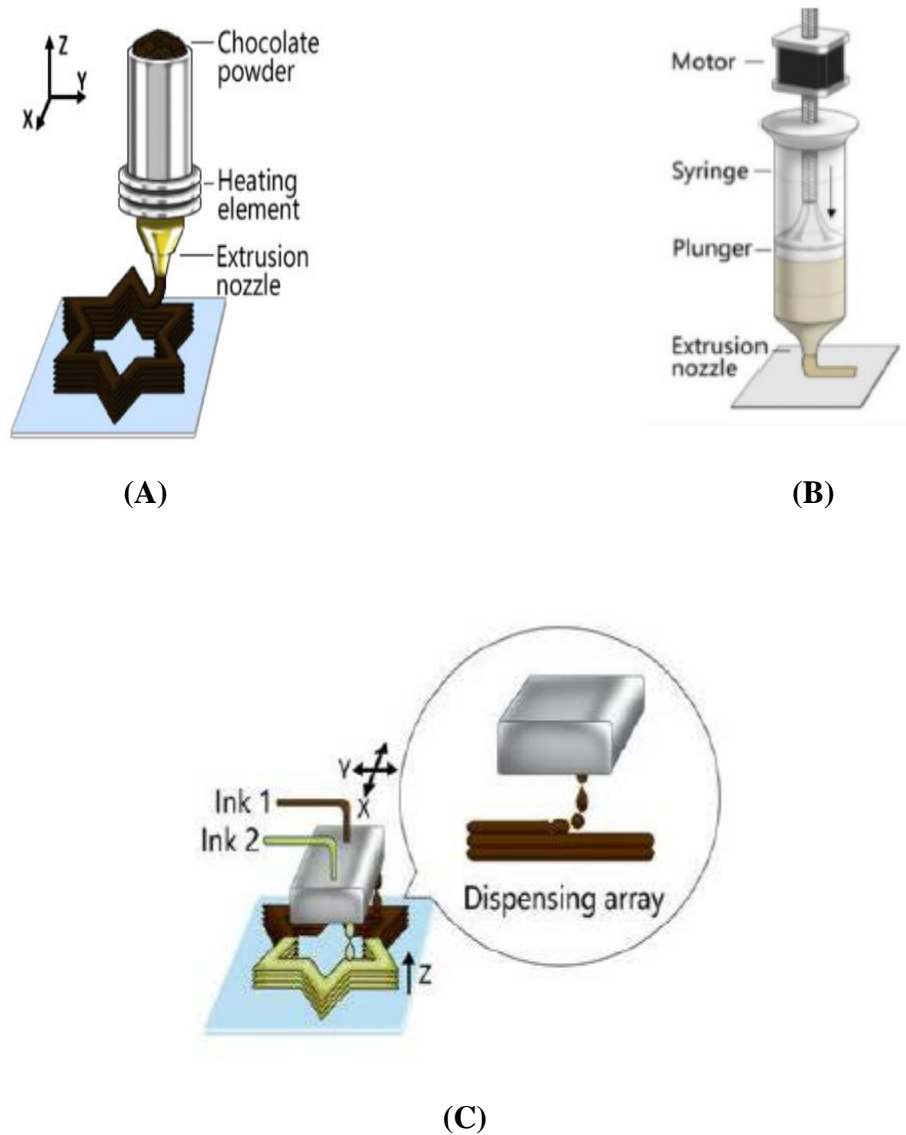 Z
Y
X
Chocolate
powder
Heating
element
Extrusion
nozzle
(A)
Motor
Syringe
Plunger
Extrusion
nozzle
(B)
Y
X
Ink 1
Ink 2
Z
Dispensing array
(C)